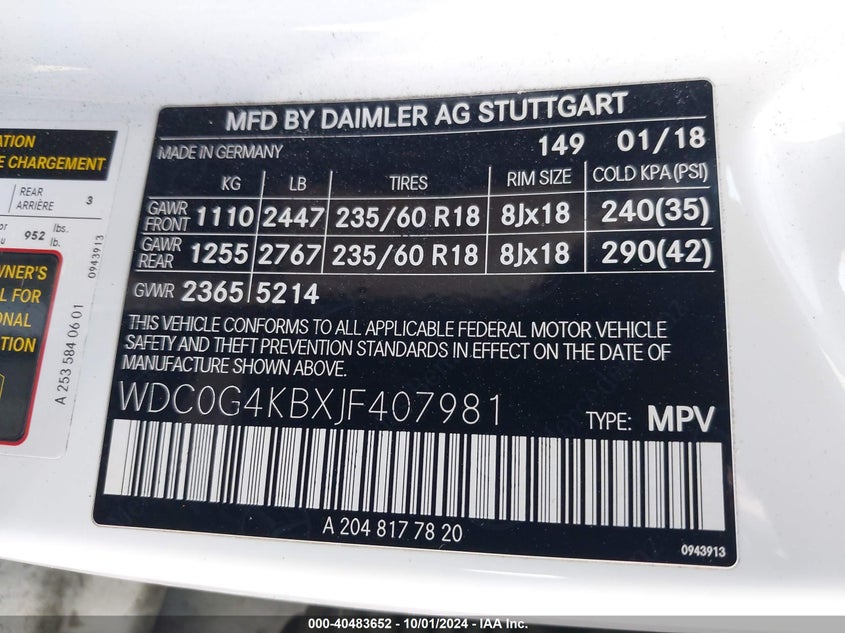 ATION
E CHARGEMENT
REAR
ARRIÈRE 3
or
u 952 lbs.
lb.
0943913
WNER'S
L FOR
ONAL
TION
A 253 584 06 01
MFD BY DAIMLER AG STUTTGART
MADE IN GERMANY 149 01/18
KG LB TIRES RIM SIZE COLD KPA(PSI)
GAWR
FRONT 1110 2447 235/60 R18 8Jx18 240(35)
GAWR
REAR 1255 2767 235/60 R18 8Jx18 290(42)
GVWR 2365 5214
THIS VEHICLE CONFORMS TO ALL APPLICABLE FEDERAL MOTOR VEHICLE
SAFETY AND THEFT PREVENTION STANDARDS IN EFFECT ON THE DATE OF
MANUFACTURE SHOWN ABOVE.
WDC0G4KBXJF407981 TYPE: MPV
A 204 817 78 20
0943913
000-40483652 - 10/01/2024 - IAA Inc.